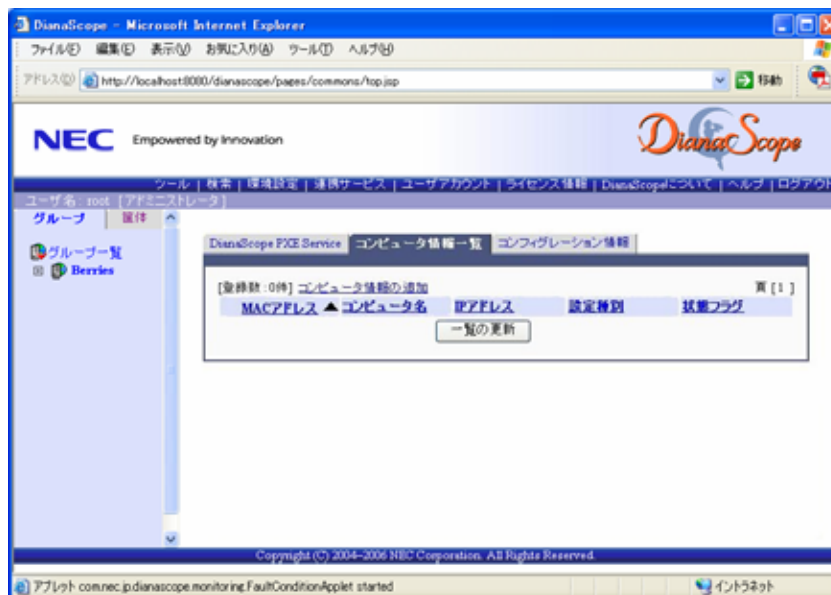 DianaScope - Microsoft Internet Explorer
ファイル(F) 編集(E) 表示(V) お気に入り(A) ツール(T) ヘルプ(H)
アドレス(D) http://localhost:8080/dianascope/pages/commons/top.jsp 移動
NEC Empowered by Innovation DianaScope
ツール | 検索 | 環境設定 | 連携サービス | ユーザアカウント | ライセンス情報 | DianaScopeについて | ヘルプ | ログアウト
ユーザ名: root [アドミニストレータ]
グループ 筐体
グループ一覧
Berries
DianaScope PXE Service コンピュータ情報一覧 コンフィグレーション情報
[登録数:0件] コンピュータ情報の追加 頁 [1 ]
MACアドレス ▲ コンピュータ名 IPアドレス 設定種別 状態フラグ
一覧の更新
Copyright (C) 2004-2006 NEC Corporation. All Rights Reserved.
アプレット com.nec.jp.dianascope.monitoring.FaultConditionApplet started イントラネット